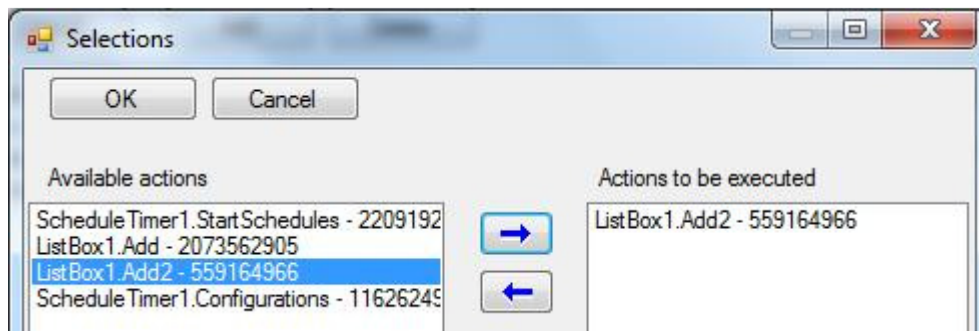 Selections
OK Cancel
Available actions Actions to be executed
ScheduleTimer1.StartSchedules - 2209192
ListBox1.Add - 2073562905
ListBox1.Add2 - 559164966
ScheduleTimer1.Configurations - 11626249
ListBox1.Add2 - 559164966